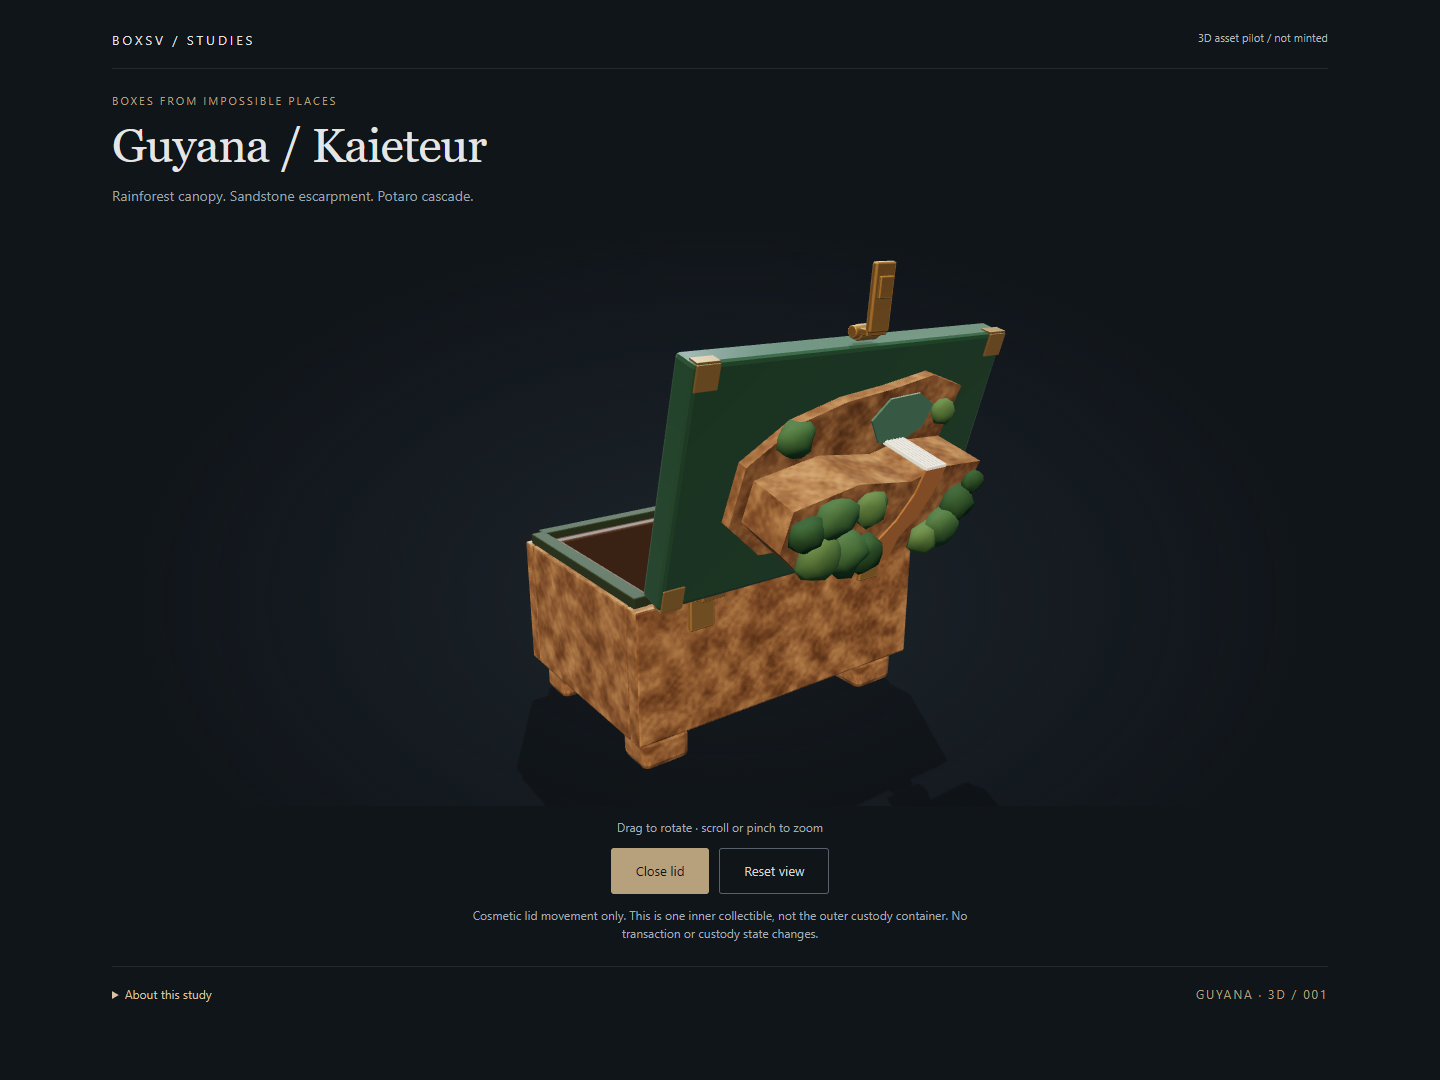 BOXSV / STUDIES
3D asset pilot / not minted
BOXES FROM IMPOSSIBLE PLACES
Guyana / Kaieteur
Rainforest canopy. Sandstone escarpment. Potaro cascade.
Drag to rotate · scroll or pinch to zoom
Close lid
Reset view
Cosmetic lid movement only. This is one inner collectible, not the outer custody container. No
transaction or custody state changes.
About this study
GUYANA · 3D / 001